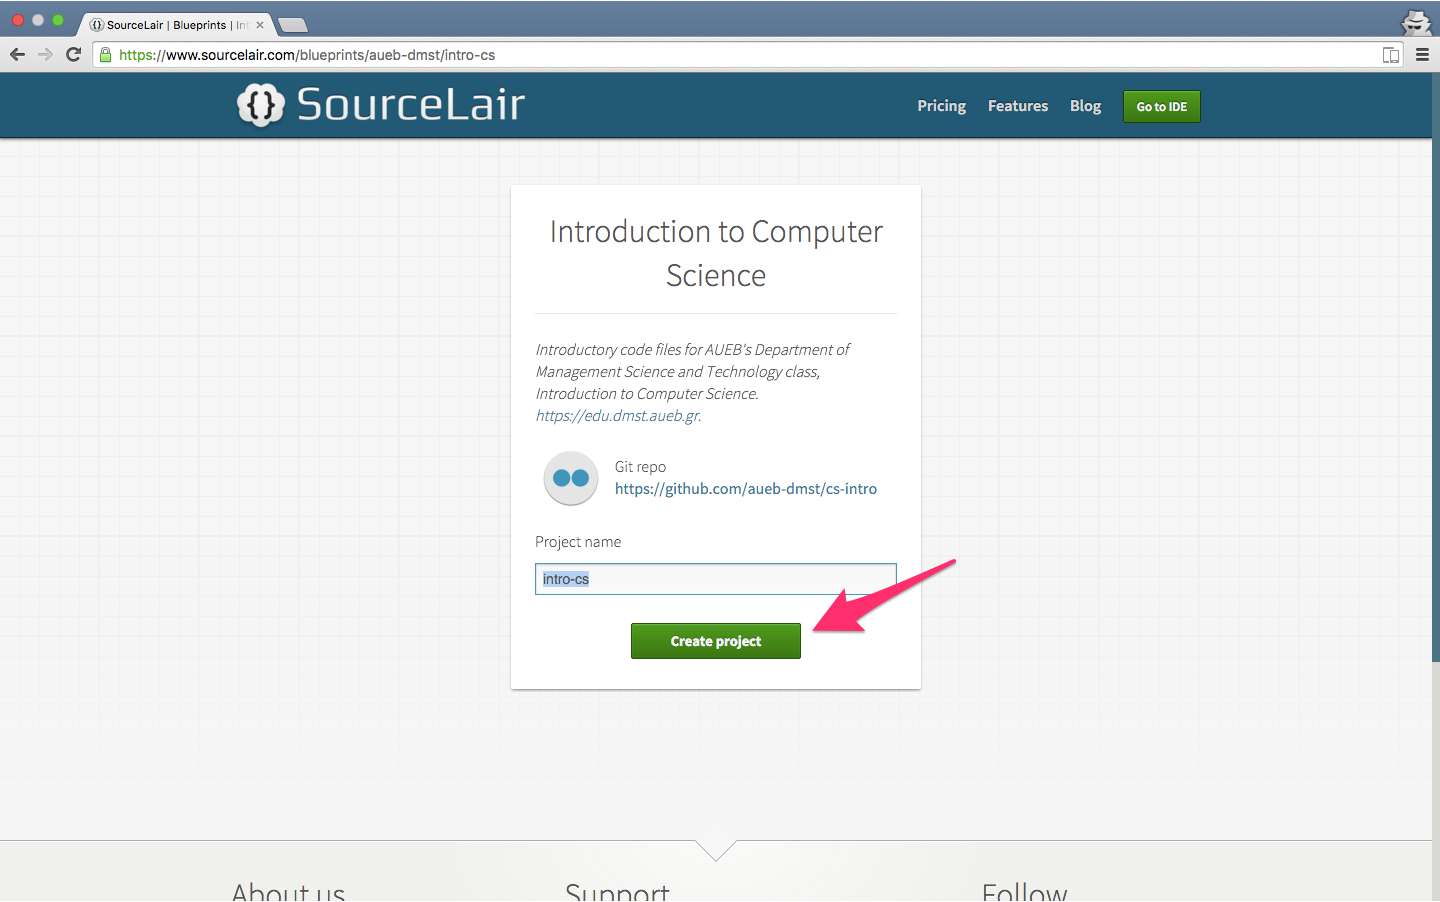 SourceLair | Blueprints | Int
https://www.sourcelair.com/blueprints/aueb-dmst/intro-cs
{} SourceLair
Pricing Features Blog Go to IDE
Introduction to Computer
Science
Introductory code files for AUEB's Department of
Management Science and Technology class,
Introduction to Computer Science.
https://edu.dmst.aueb.gr.
Git repo
https://github.com/aueb-dmst/cs-intro
Project name
intro-cs
Create project
About us Support Follow